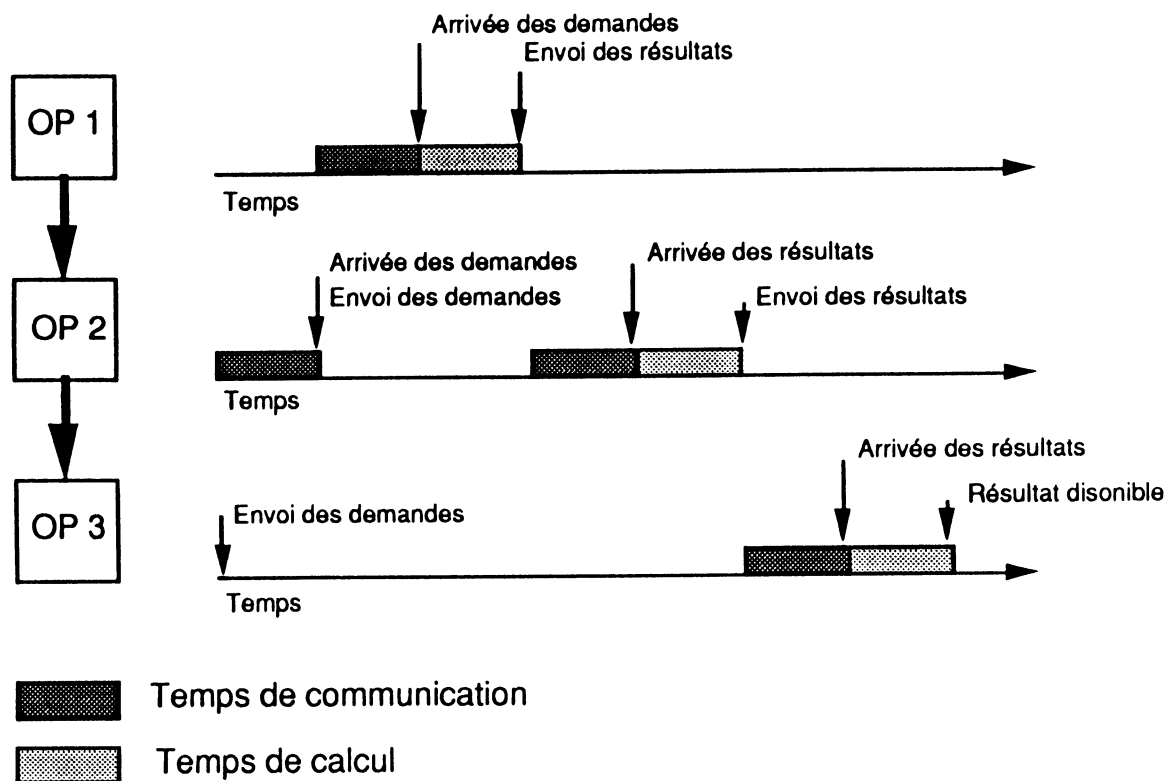 Arrivée des demandes
Envoi des résultats
OP 1
Temps
Arrivée des demandes
Envoi des demandes
Arrivée des résultats
Envoi des résultats
OP 2
Temps
Arrivée des résultats
Résultat disonible
Envoi des demandes
OP 3
Temps
Temps de communication
Temps de calcul